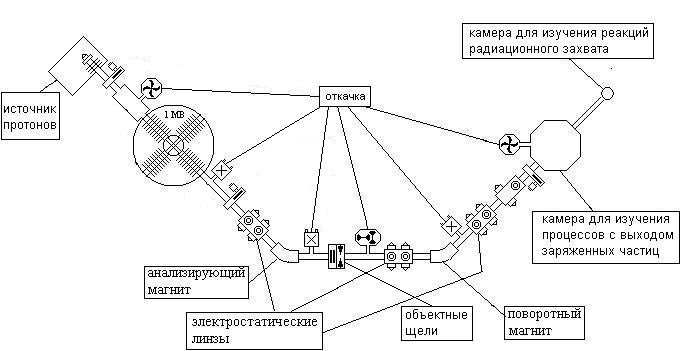 камера для изучения реакций
радиационного захвата
источник
протонов
1 МВ
откачка
камера для изучения
процессов с выходом
заряженных частиц
анализирующий
магнит
электростатические
линзы
объектные
щели
поворотный
магнит